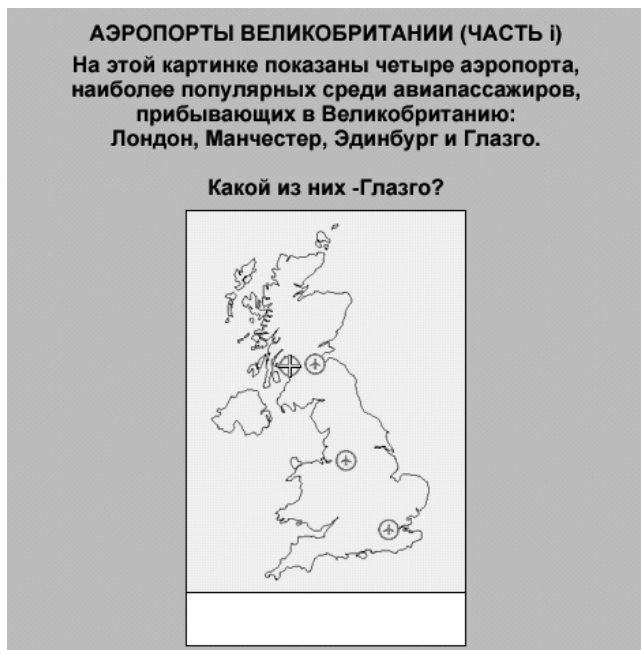 АЭРОПОРТЫ ВЕЛИКОБРИТАНИИ (ЧАСТЬ i)
На этой картинке показаны четыре аэропорта,
наиболее популярных среди авиапассажиров,
прибывающих в Великобританию:
Лондон, Манчестер, Эдинбург и Глазго.
Какой из них -Глазго?